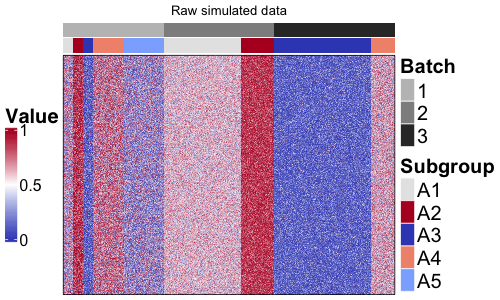 Raw simulated data
Value
1
0.5
0
Batch
1
2
3
Subgroup
A1
A2
A3
A4
A5